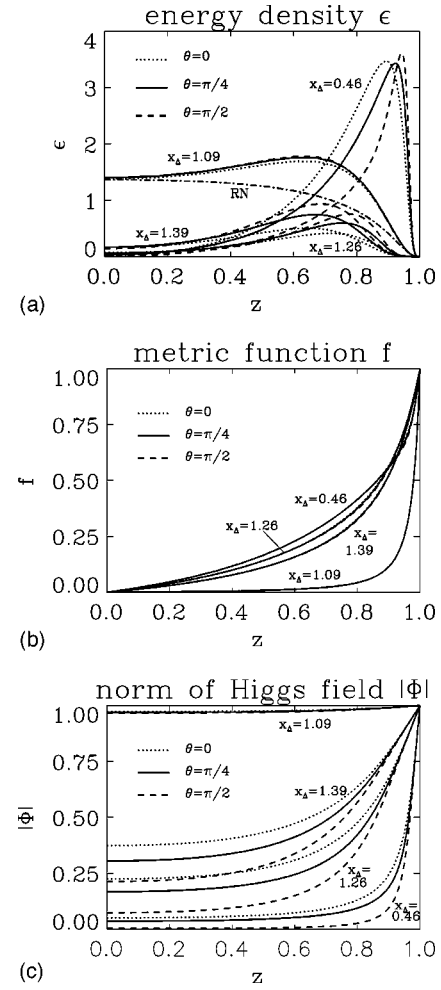 energy density ϵ
4
3
2
1
0
ϵ
θ=0
θ=π/4
θ=π/2
x_Δ=0.46
x_Δ=1.09
RN
x_Δ=1.39
x_Δ=1.26
0.0 0.2 0.4 0.6 0.8 1.0
z
(a)
metric function f
1.00
0.75
0.50
0.25
0.00
f
θ=0
θ=π/4
θ=π/2
x_Δ=0.46
x_Δ=1.26
x_Δ=
1.39
x_Δ=1.09
0.0 0.2 0.4 0.6 0.8 1.0
z
(b)
norm of Higgs field |Φ|
1.00
0.75
0.50
0.25
0.00
|Φ|
x_Δ=1.09
θ=0
θ=π/4
θ=π/2
x_Δ=1.39
x_Δ=
1.26
x_Δ=
0.46
0.0 0.2 0.4 0.6 0.8 1.0
z
(c)